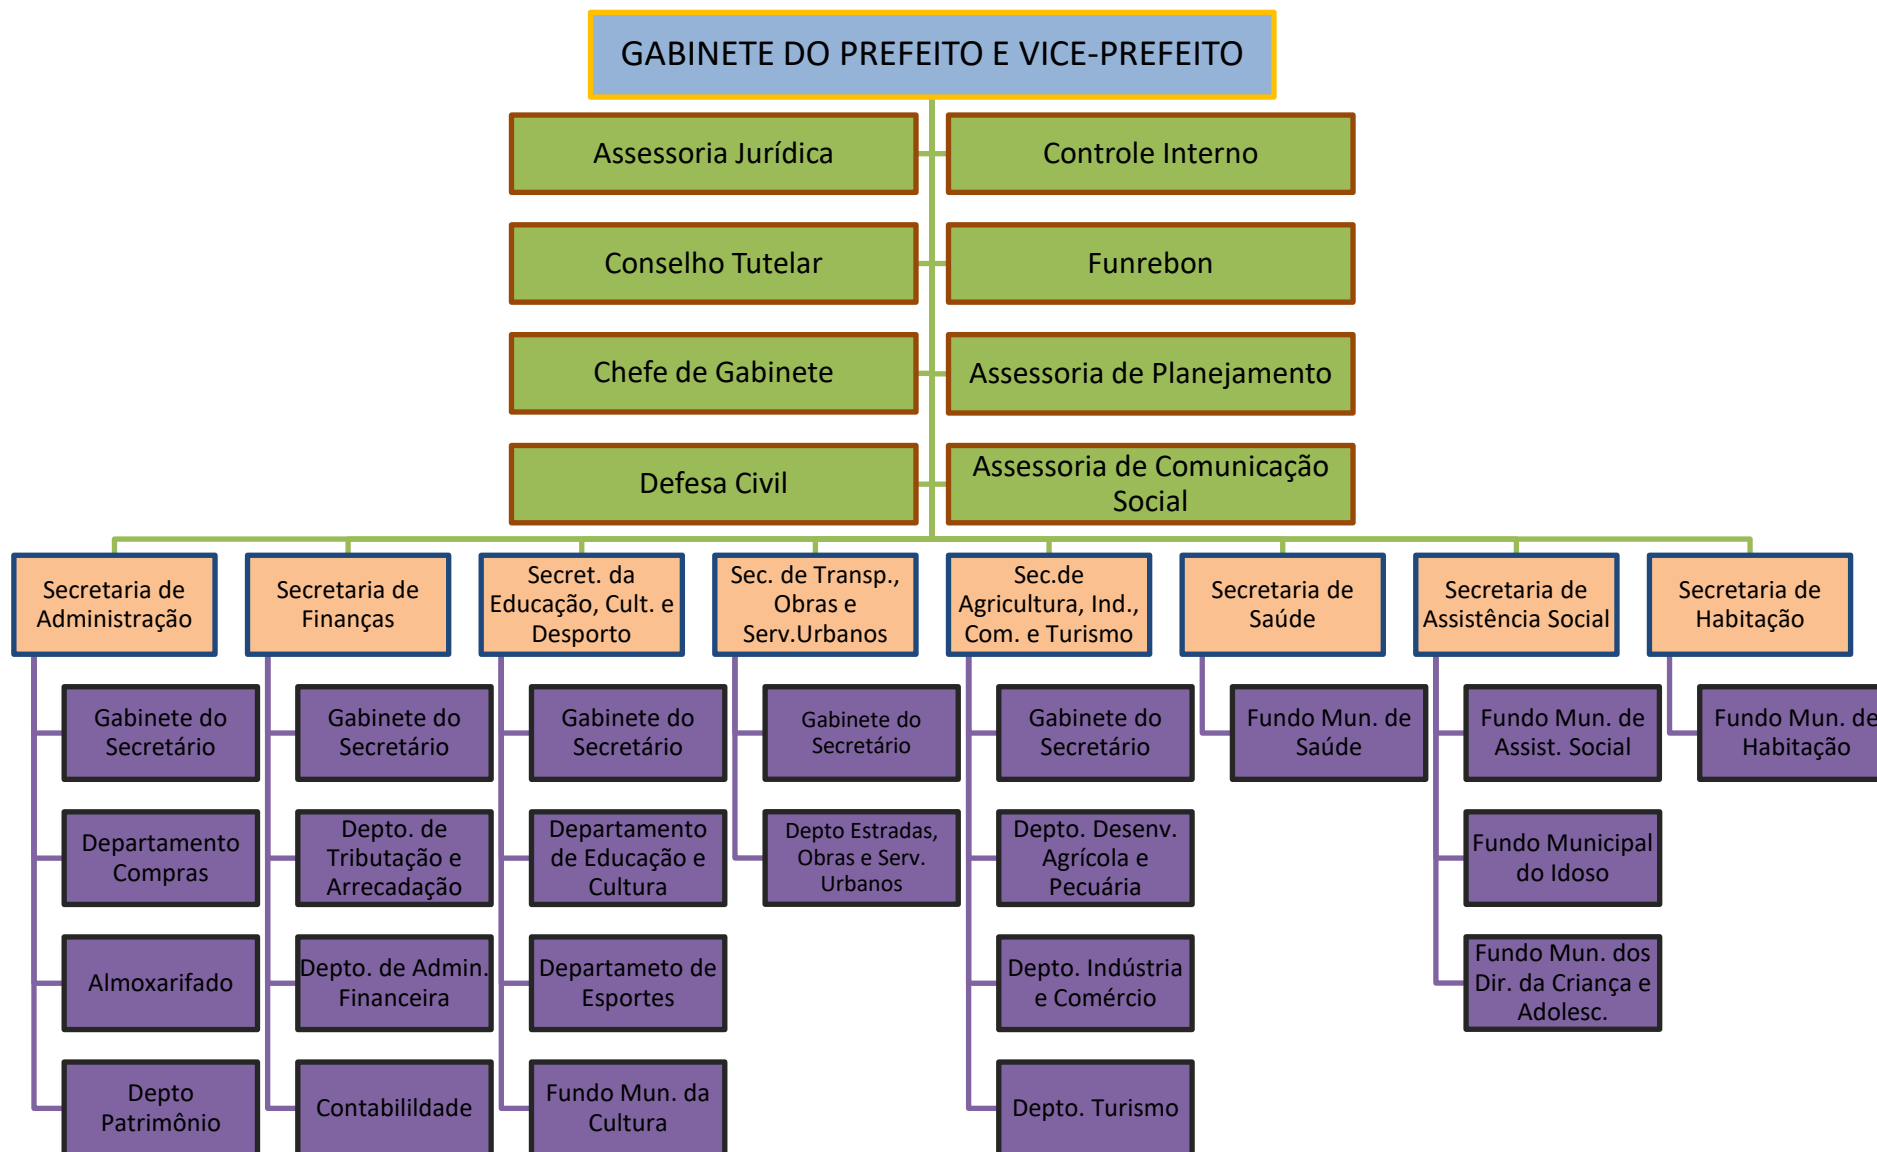 GABINETE DO PREFEITO E VICE-PREFEITO
Assessoria Jurídica
Controle Interno
Conselho Tutelar
Funrebon
Chefe de Gabinete
Assessoria de Planejamento
Defesa Civil
Assessoria de Comunicação
Social
Secretaria de
Administração
Secretaria de
Finanças
Secret. da
Educação, Cult. e
Desporto
Sec. de Transp.,
Obras e
Serv.Urbanos
Sec.de
Agricultura, Ind.,
Com. e Turismo
Secretaria de
Saúde
Secretaria de
Assistência Social
Secretaria de
Habitação
Gabinete do
Secretário
Departamento
Compras
Almoxarifado
Depto
Patrimônio
Gabinete do
Secretário
Depto. de
Tributação e
Arrecadação
Depto. de Admin.
Financeira
Contabilildade
Gabinete do
Secretário
Departamento
de Educação e
Cultura
Departameto de
Esportes
Fundo Mun. da
Cultura
Gabinete do
Secretário
Depto Estradas,
Obras e Serv.
Urbanos
Gabinete do
Secretário
Depto. Desenv.
Agrícola e
Pecuária
Depto. Indústria
e Comércio
Depto. Turismo
Fundo Mun. de
Saúde
Fundo Mun. de
Assist. Social
Fundo Municipal
do Idoso
Fundo Mun. dos
Dir. da Criança e
Adolesc.
Fundo Mun. de
Habitação